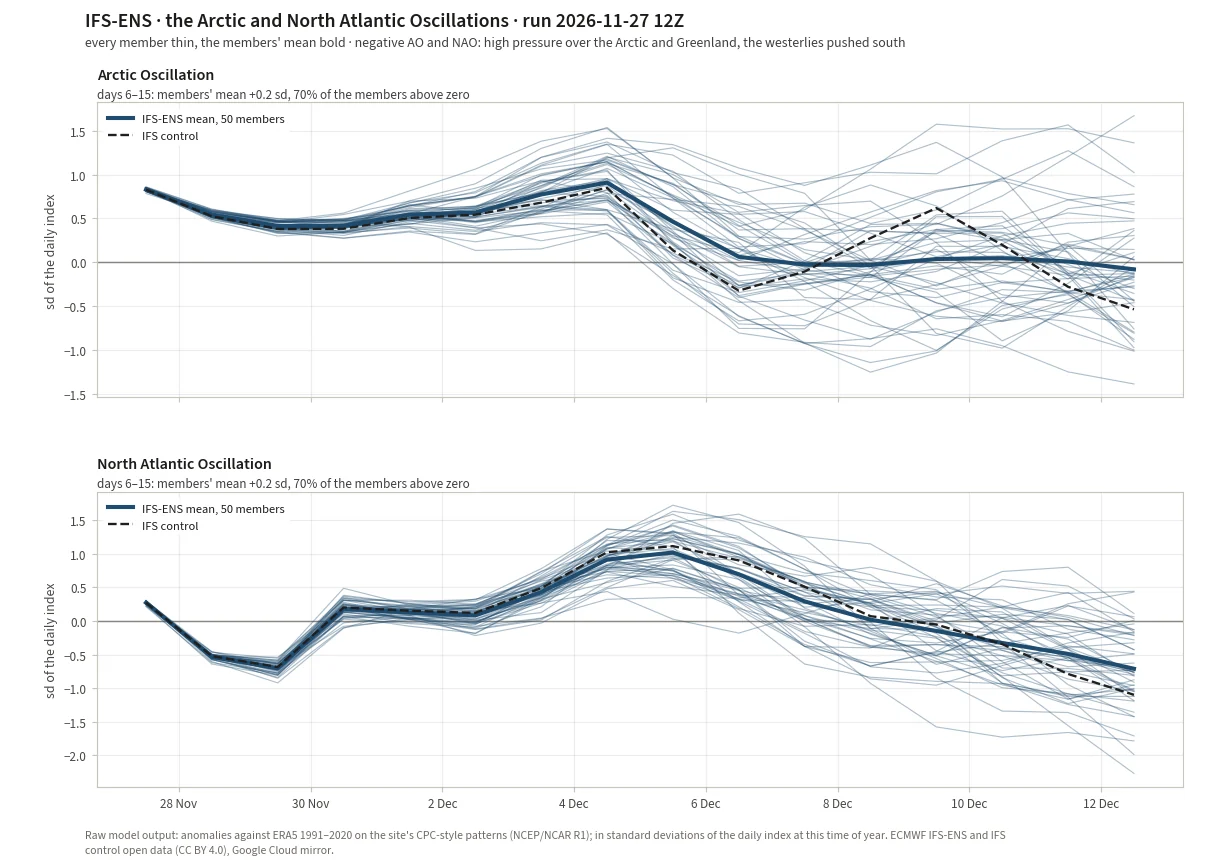 IFS-ENS · the Arctic and North Atlantic Oscillations · run 2026-11-27 12Z
every member thin, the members' mean bold · negative AO and NAO: high pressure over the Arctic and Greenland, the westerlies pushed south
Arctic Oscillation
days 6–15: members' mean +0.2 sd, 70% of the members above zero
IFS-ENS mean, 50 members
IFS control
sd of the daily index
1.5
1.0
0.5
0.0
−0.5
−1.0
−1.5
North Atlantic Oscillation
days 6–15: members' mean +0.2 sd, 70% of the members above zero
IFS-ENS mean, 50 members
IFS control
sd of the daily index
1.5
1.0
0.5
0.0
−0.5
−1.0
−1.5
−2.0
28 Nov
30 Nov
2 Dec
4 Dec
6 Dec
8 Dec
10 Dec
12 Dec
Raw model output: anomalies against ERA5 1991–2020 on the site's CPC-style patterns (NCEP/NCAR R1); in standard deviations of the daily index at this time of year. ECMWF IFS-ENS and IFS
control open data (CC BY 4.0), Google Cloud mirror.